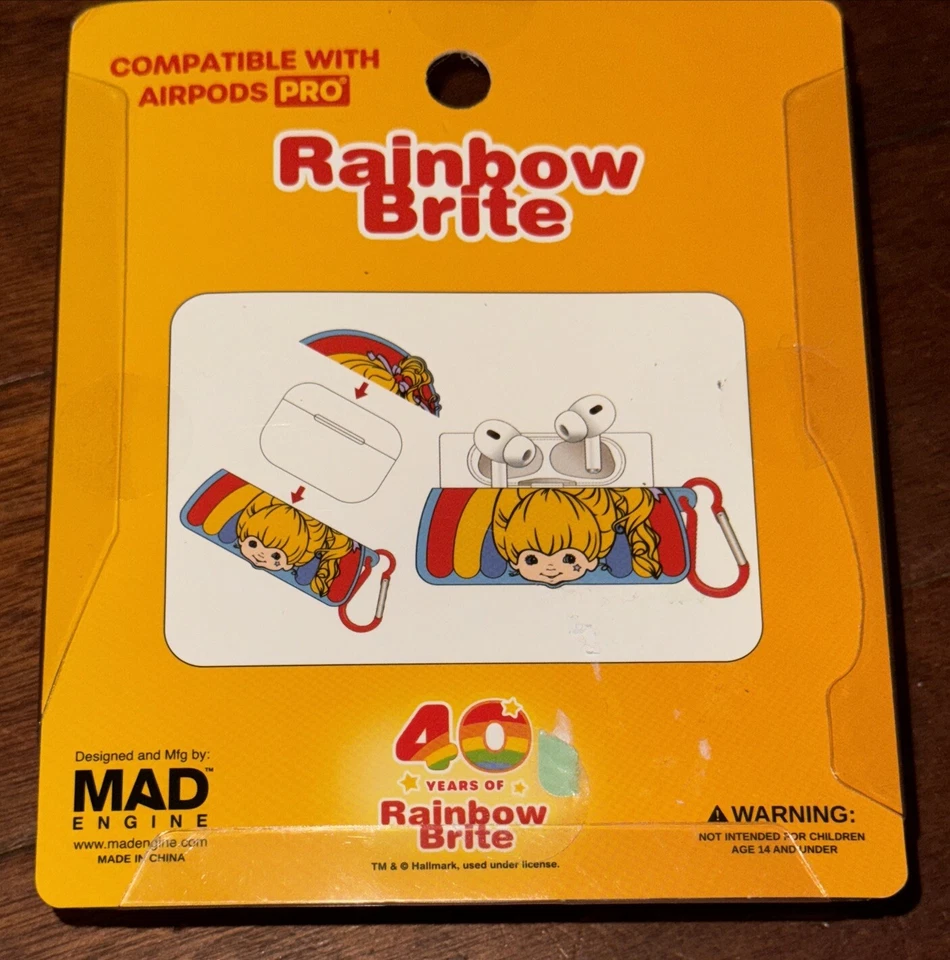 COMPATIBLE WITH
AIRPODS PRO®
Rainbow
Brite
40
YEARS OF
Rainbow
Brite
TM & © Hallmark, used under license.
Designed and Mfg by:
MAD™
ENGINE
www.madengine.com
MADE IN CHINA
⚠WARNING:
NOT INTENDED FOR CHILDREN
AGE 14 AND UNDER